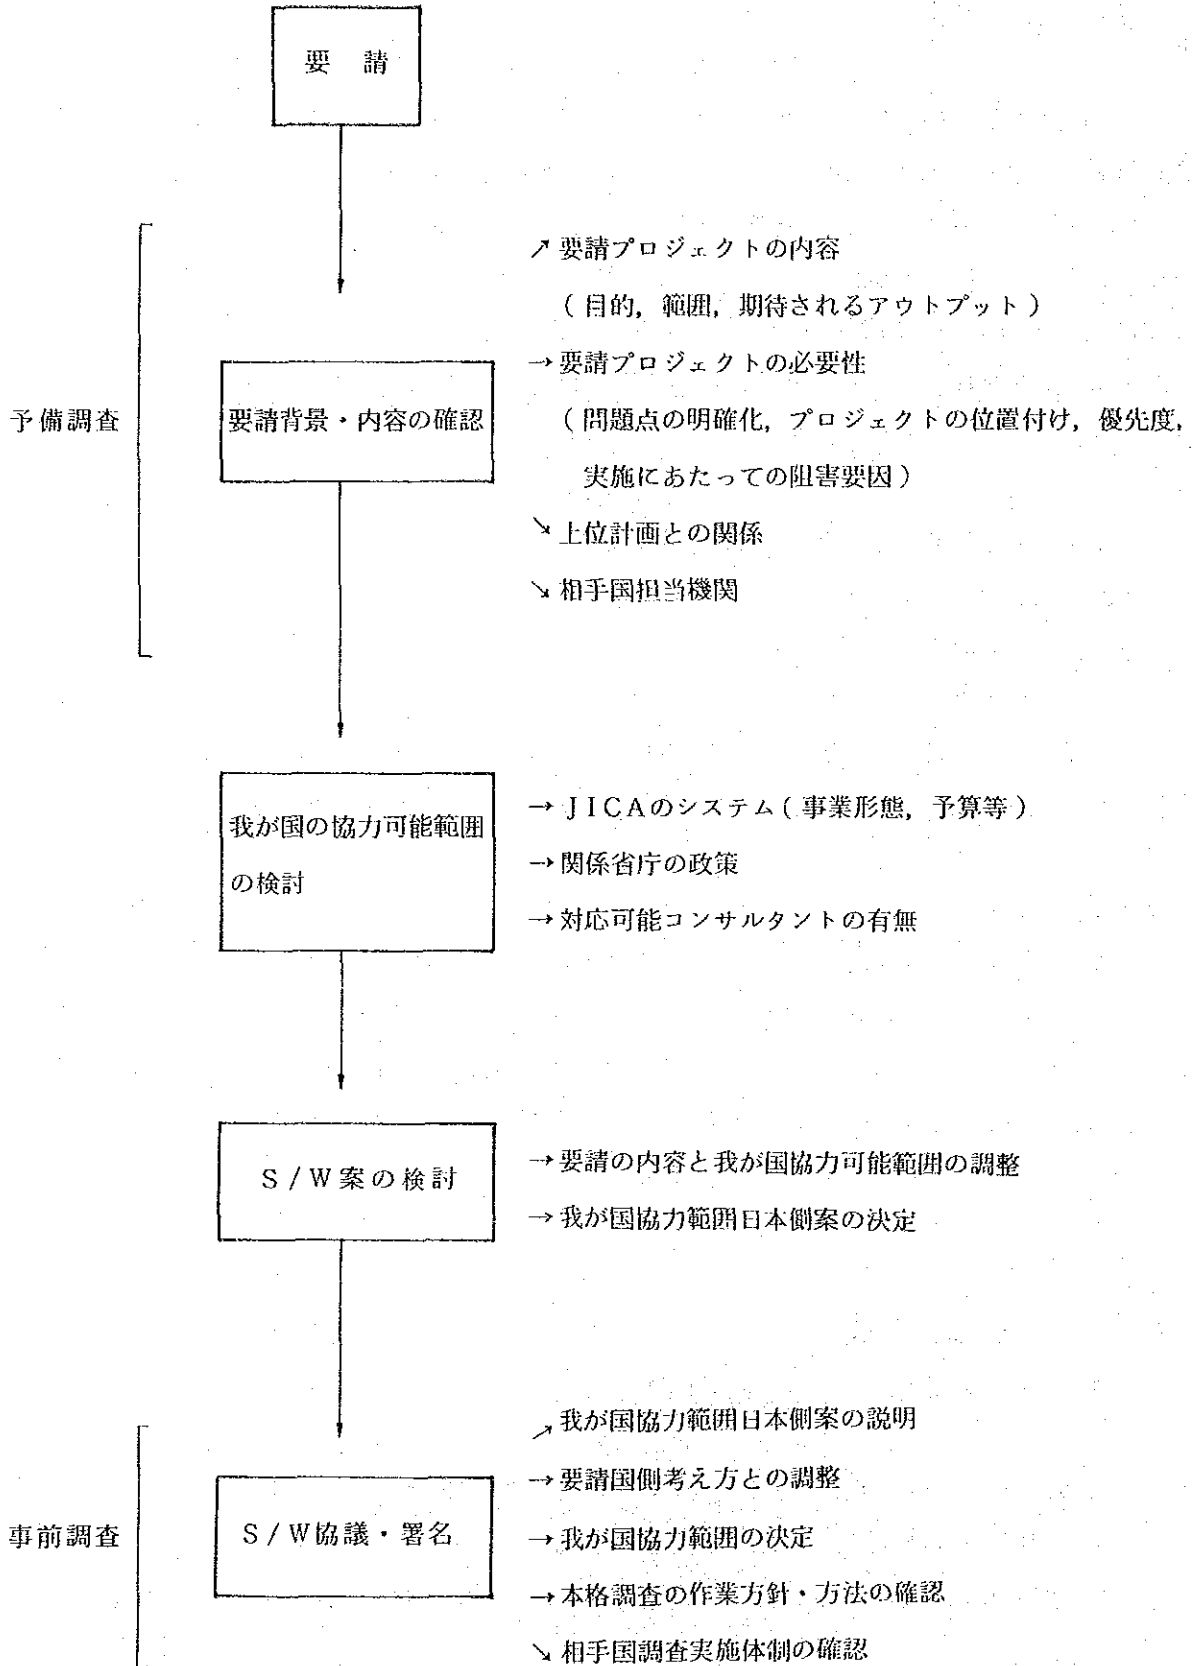 要 請
↗ 要請プロジェクトの内容
( 目的, 範囲, 期待されるアウトプット )
→ 要請プロジェクトの必要性
予備調査
要請背景・内容の確認
( 問題点の明確化, プロジェクトの位置付け, 優先度,
実施にあたっての阻害要因 )
↘ 上位計画との関係
↘ 相手国担当機関
我が国の協力可能範囲
の検討
→ JICAのシステム ( 事業形態, 予算等 )
→ 関係省庁の政策
→ 対応可能コンサルタントの有無
S/W案の検討
→ 要請の内容と我が国協力可能範囲の調整
→ 我が国協力範囲日本側案の決定
↗ 我が国協力範囲日本側案の説明
→ 要請国側考え方との調整
事前調査
S/W協議・署名
→ 我が国協力範囲の決定
→ 本格調査の作業方針・方法の確認
↘ 相手国調査実施体制の確認